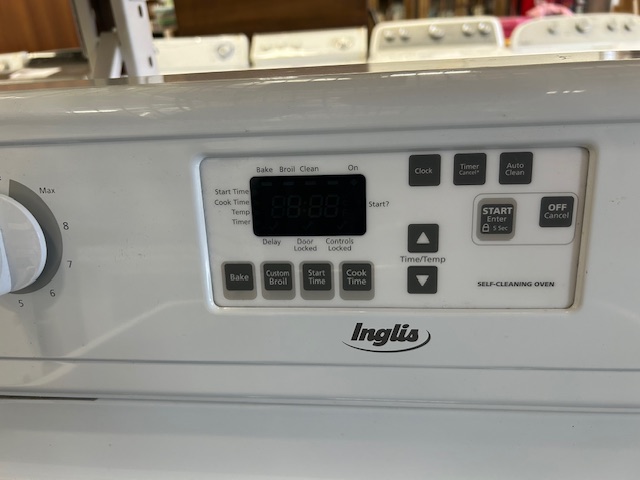 Max
8
7
6
5
Bake Broil Clean On
Start Time
Cook Time
Temp
Timer
88:88
Start?
Delay
Door Locked
Controls Locked
Bake
Custom Broil
Start Time
Cook Time
Clock
Timer Cancel*
Auto Clean
Time/Temp
START
Enter
5 Sec
OFF
Cancel
SELF-CLEANING OVEN
Inglis